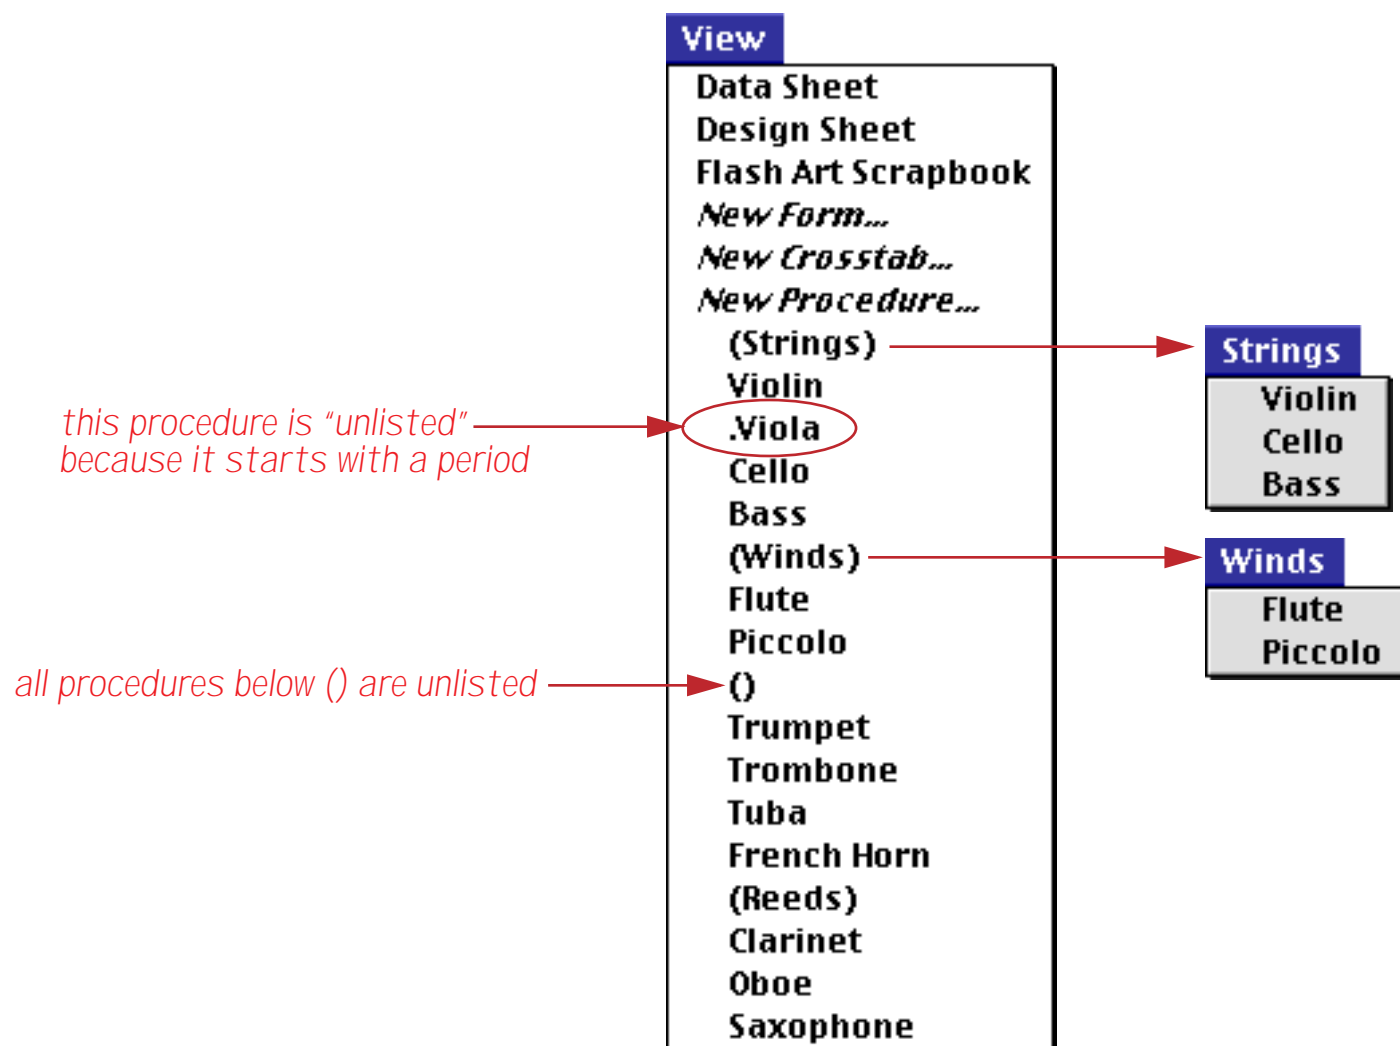 View
Data Sheet
Design Sheet
Flash Art Scrapbook
New Form...
New Crosstab...
New Procedure...
(Strings)
Violin
.Viola
Cello
Bass
(Winds)
Flute
Piccolo
()
Trumpet
Trombone
Tuba
French Horn
(Reeds)
Clarinet
Oboe
Saxophone
this procedure is “unlisted”
because it starts with a period
all procedures below () are unlisted
Strings
Violin
Cello
Bass
Winds
Flute
Piccolo